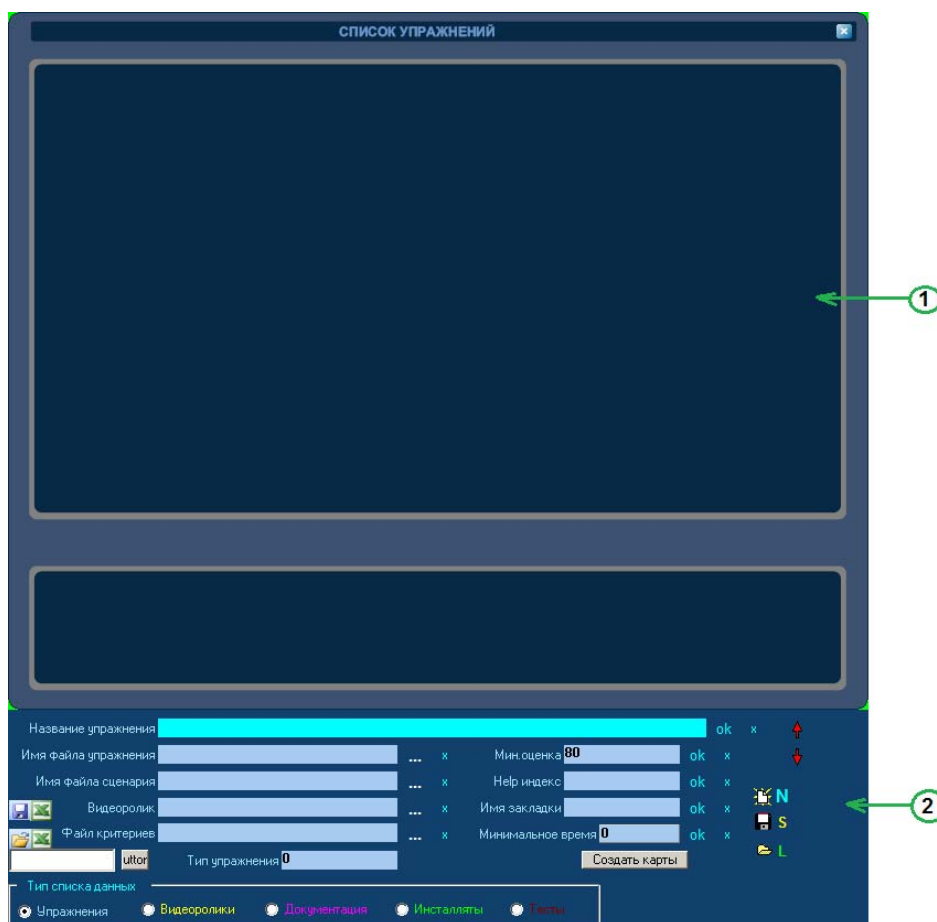 СПИСОК УПРАЖНЕНИЙ
1
Название упражнения ok x
Имя файла упражнения ... x Мин.оценка 80 ok x
Имя файла сценария ... x Help индекс ok x
N
Видеоролик ... x Имя закладки ok x
2
S
Файл критериев ... x Минимальное время 0 ok x
L
uttor Тип упражнения 0 Создать карты
Тип списка данных
Упражнения Видеоролики Документация Инсталляты Тесты